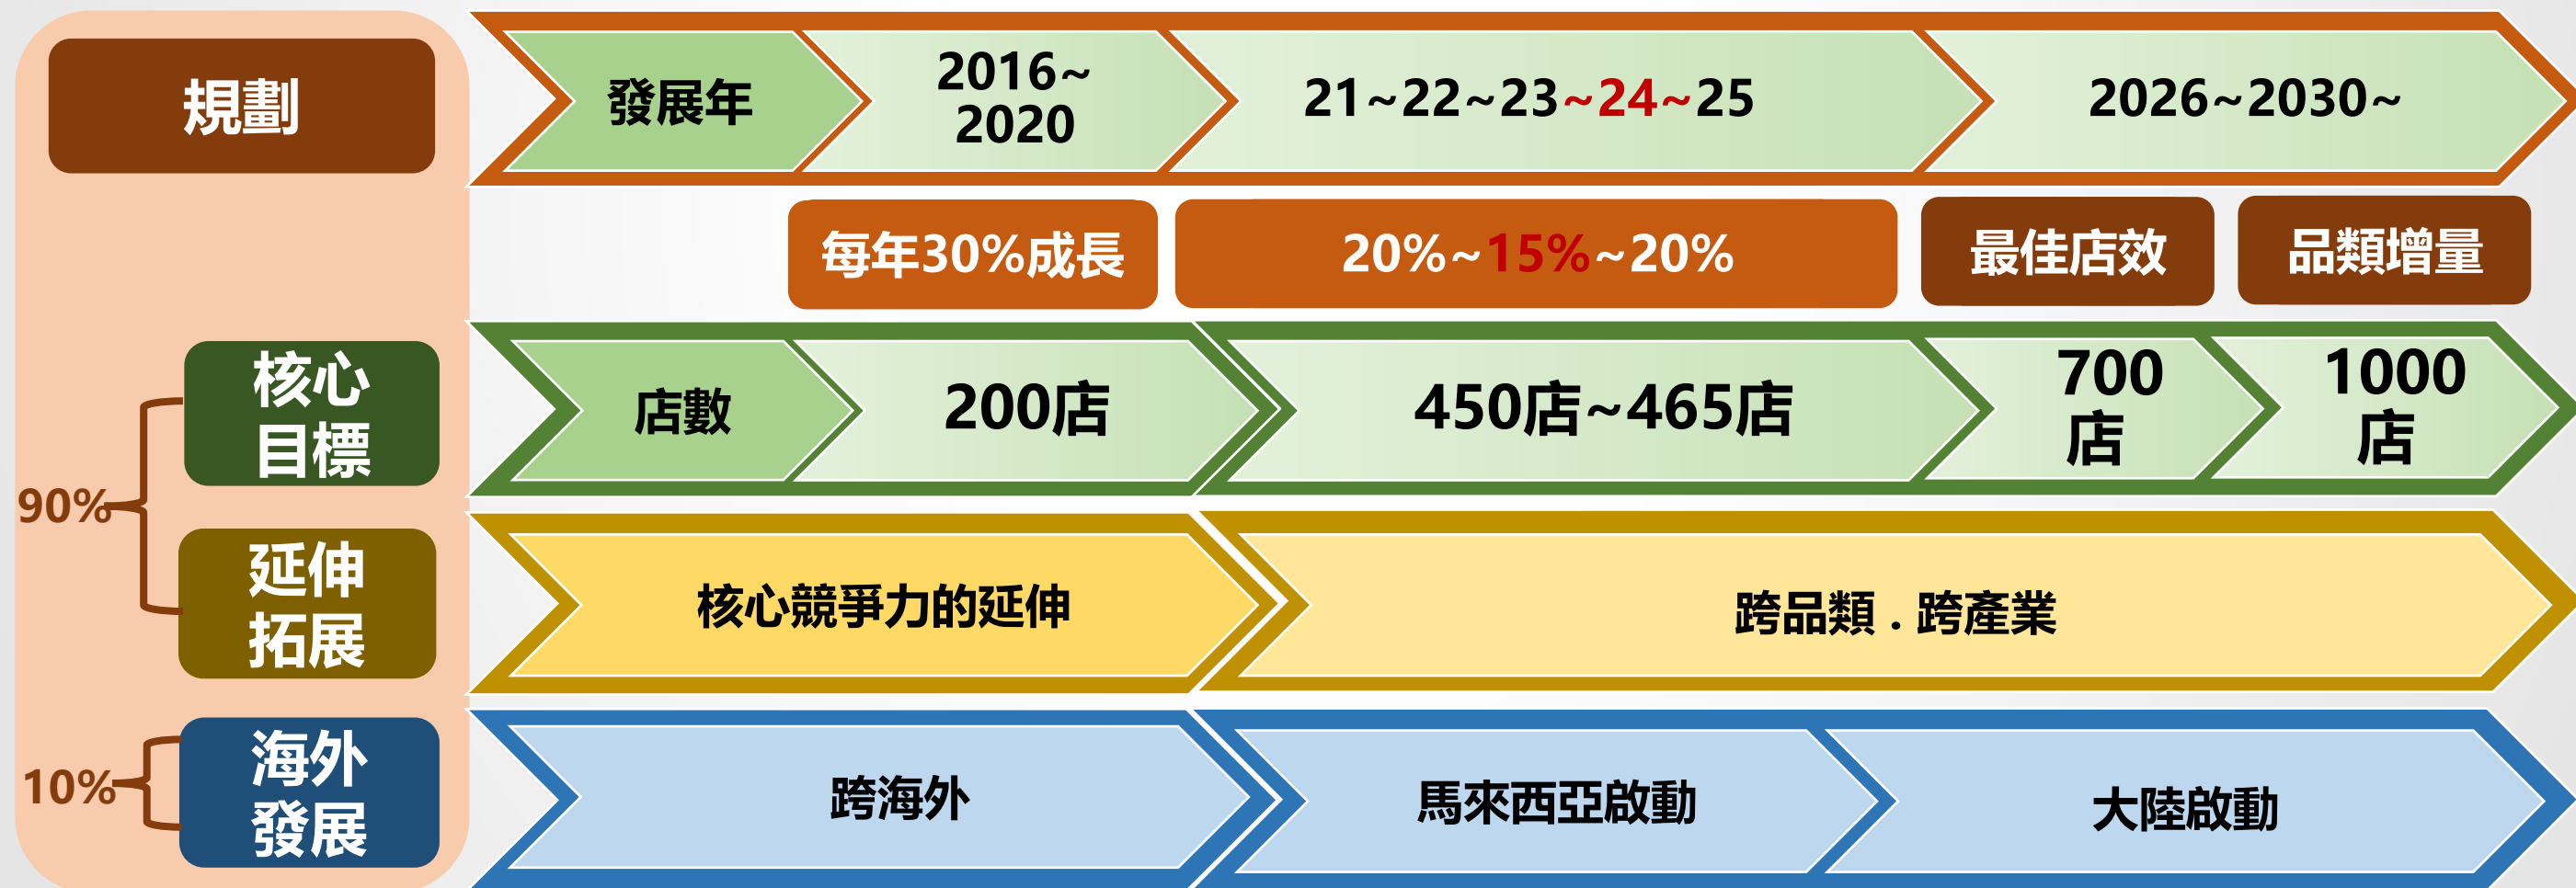 規劃
發展年
2016~
2020
21~22~23~24~25
2026~2030~
每年30%成長
20%~15%~20%
最佳店效
品類增量
核心
目標
店數
200店
450店~465店
700
店
1000
店
90%
延伸
拓展
核心競爭力的延伸
跨品類 . 跨產業
10%
海外
發展
跨海外
馬來西亞啟動
大陸啟動